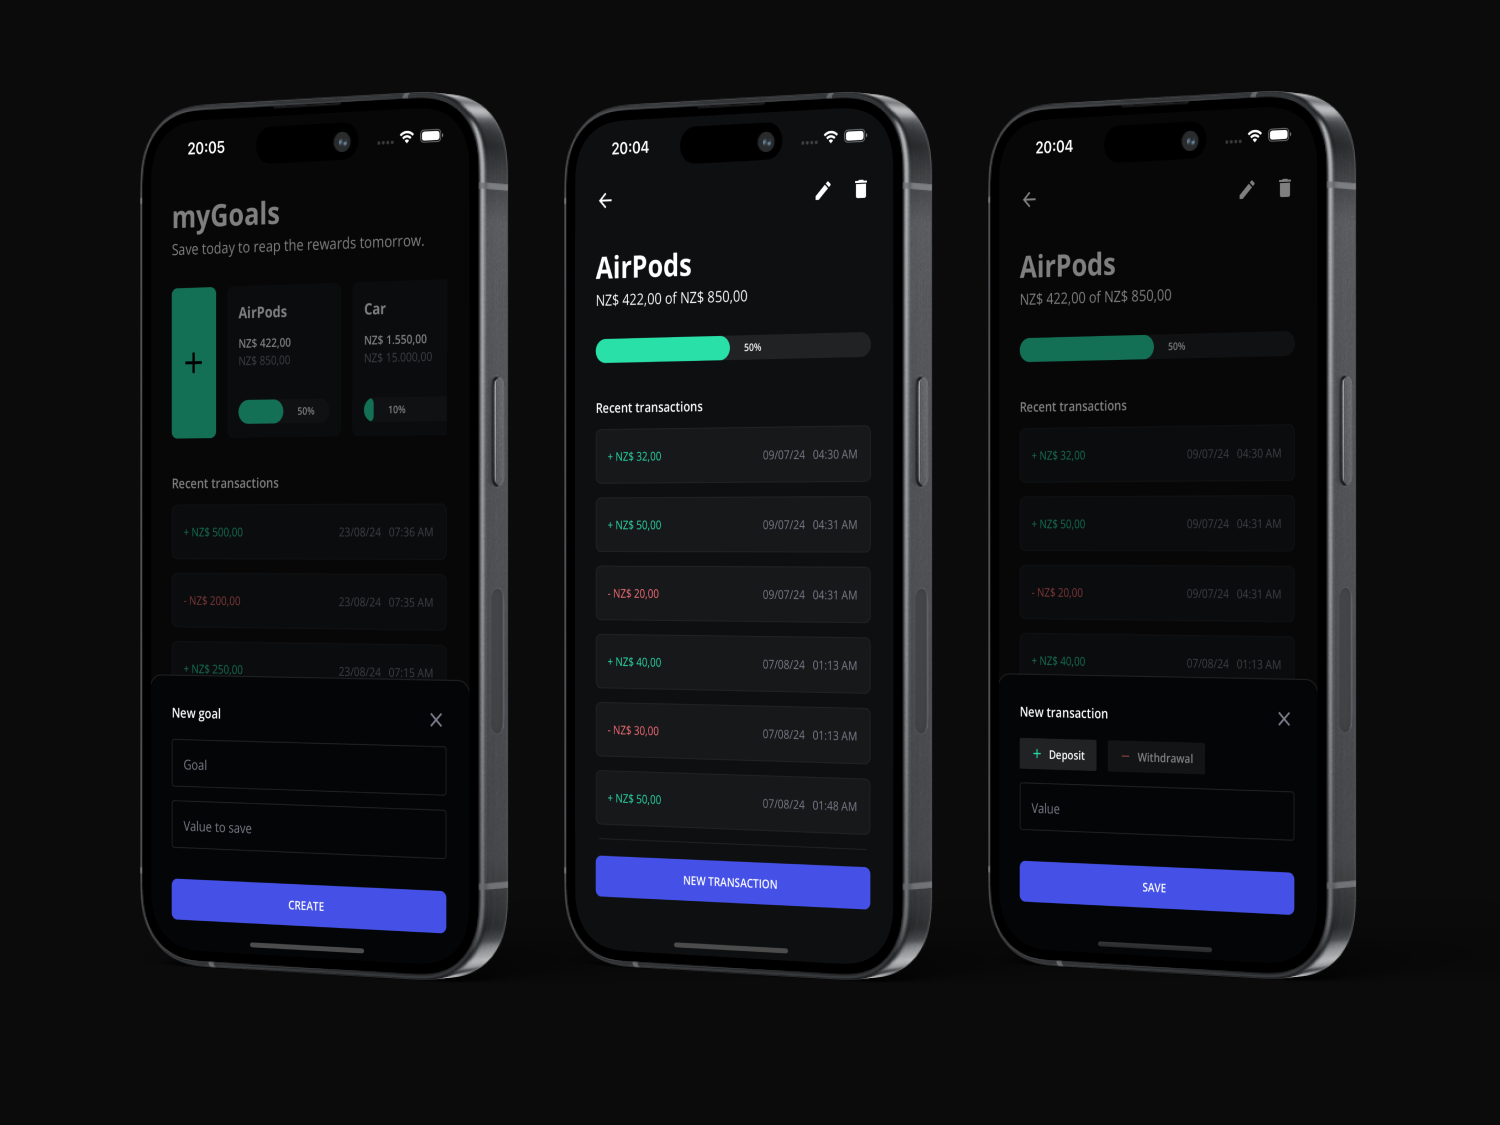 20:05
myGoals
Save today to reap the rewards tomorrow.
AirPods
NZ$ 422,00
NZ$ 850,00
50%
Car
NZ$ 1.550,00
NZ$ 15.000,00
10%
Recent transactions
+ NZ$ 500,00 23/08/24 07:36 AM
- NZ$ 200,00 23/08/24 07:35 AM
+ NZ$ 250,00 23/08/24 07:15 AM
New goal
Goal
Value to save
CREATE
20:04
AirPods
NZ$ 422,00 of NZ$ 850,00
50%
Recent transactions
+ NZ$ 32,00 09/07/24 04:30 AM
+ NZ$ 50,00 09/07/24 04:31 AM
- NZ$ 20,00 09/07/24 04:31 AM
+ NZ$ 40,00 07/08/24 01:13 AM
- NZ$ 30,00 07/08/24 01:13 AM
+ NZ$ 50,00 07/08/24 01:48 AM
NEW TRANSACTION
20:04
AirPods
NZ$ 422,00 of NZ$ 850,00
50%
Recent transactions
+ NZ$ 32,00 09/07/24 04:30 AM
+ NZ$ 50,00 09/07/24 04:31 AM
- NZ$ 20,00 09/07/24 04:31 AM
+ NZ$ 40,00 07/08/24 01:13 AM
New transaction
+ Deposit
− Withdrawal
Value
SAVE